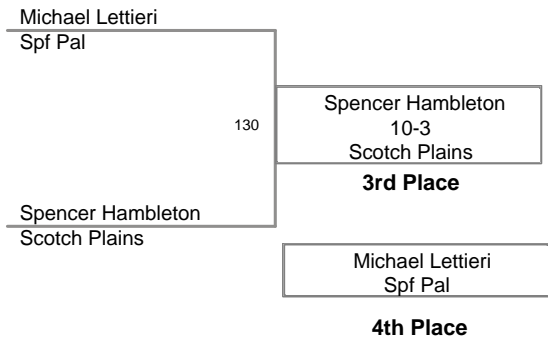 Michael Lettieri
Spf Pal
130
Spencer Hambleton
10-3
Scotch Plains
3rd Place
Spencer Hambleton
Scotch Plains
Michael Lettieri
Spf Pal
4th Place